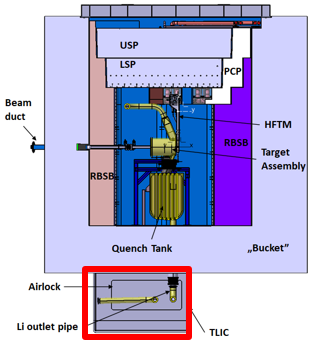 USP
LSP
PCP
Beam
duct
HFTM
RBSB
Target
Assembly
RBSB
Quench Tank
„Bucket"
Airlock
Li outlet pipe
TLIC